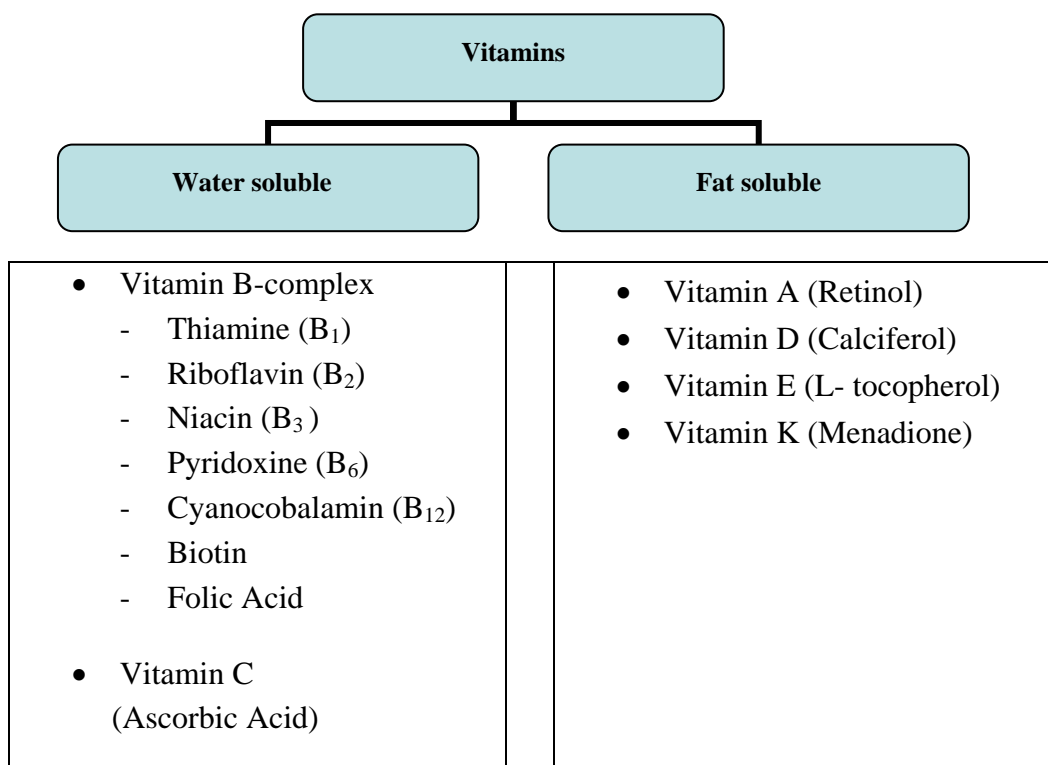 Vitamins
Water soluble
Fat soluble
• Vitamin B-complex
- Thiamine (B₁)
- Riboflavin (B₂)
- Niacin (B₃ )
- Pyridoxine (B₆)
- Cyanocobalamin (B₁₂)
- Biotin
- Folic Acid
• Vitamin C
(Ascorbic Acid)
• Vitamin A (Retinol)
• Vitamin D (Calciferol)
• Vitamin E (L- tocopherol)
• Vitamin K (Menadione)